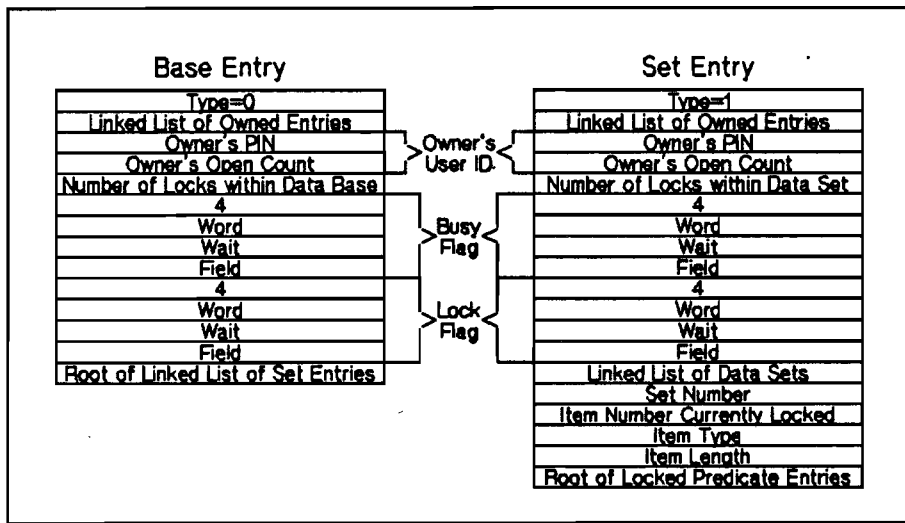 Base Entry
Type=0
Linked List of Owned Entries
Owner's PIN
Owner's Open Count
Number of Locks within Data Base
4
Word
Wait
Field
4
Word
Wait
Field
Root of Linked List of Set Entries
Owner's
User ID.
Busy
Flag
Lock
Flag
Set Entry
Type=1
Linked List of Owned Entries
Owner's PIN
Owner's Open Count
Number of Locks within Data Set
4
Word
Wait
Field
4
Word
Wait
Field
Linked List of Data Sets
Set Number
Item Number Currently Locked
Item Type
Item Length
Root of Locked Predicate Entries